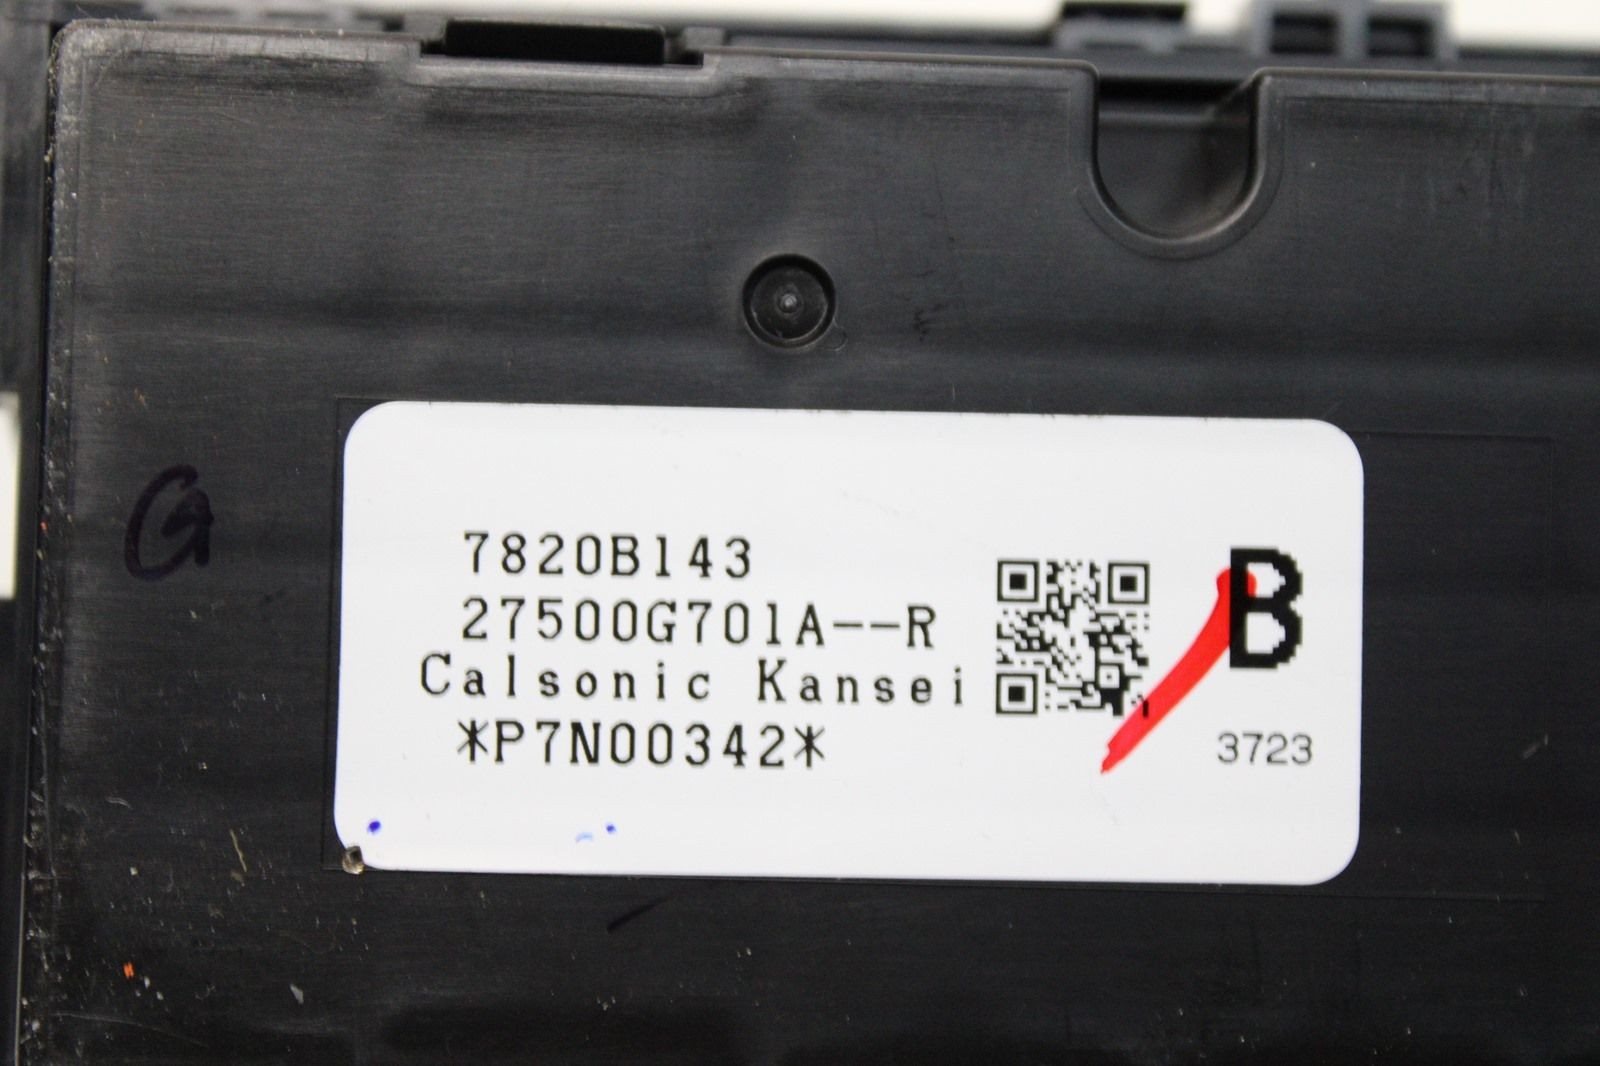 G
7820B143
27500G701A--R
Calsonic Kansei
*P7N00342*
B
3723